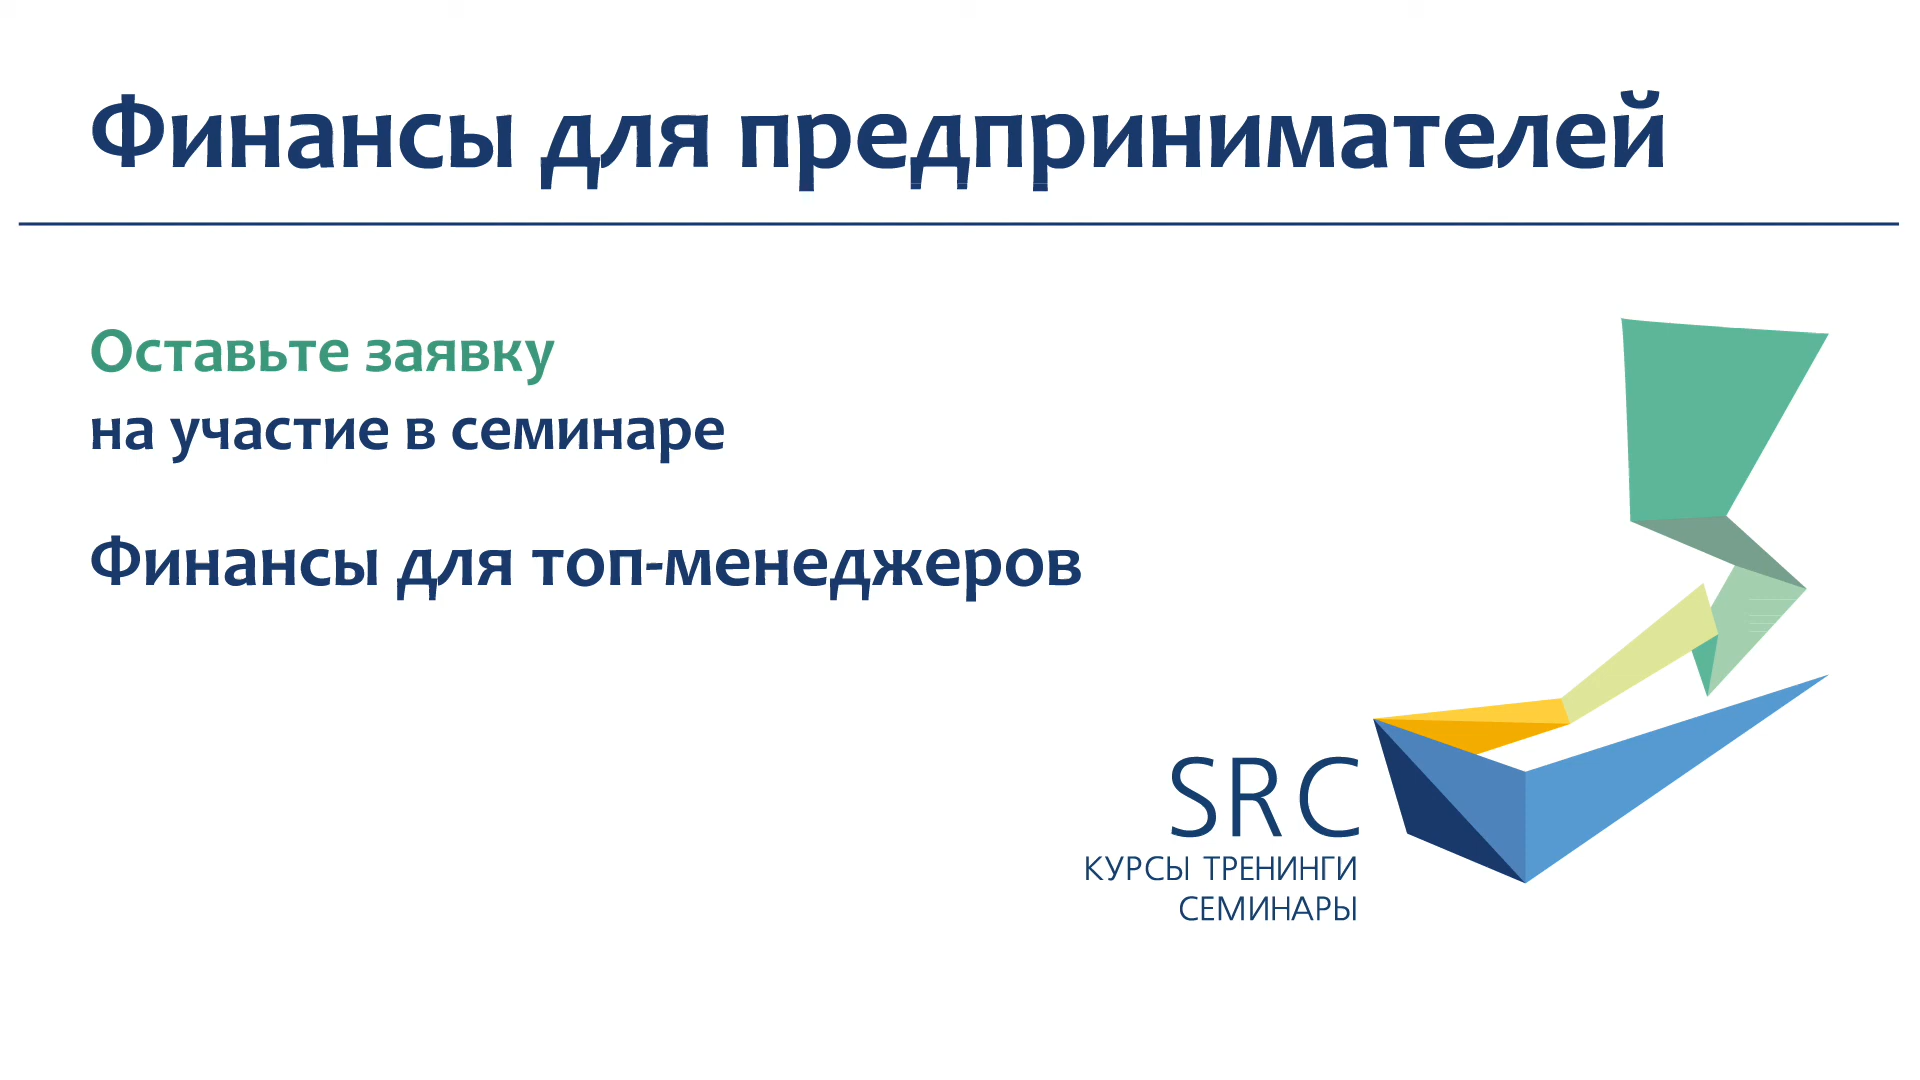 Финансы для предпринимателей
Оставьте заявку
на участие в семинаре
Финансы для топ-менеджеров
SRC
КУРСЫ ТРЕНИНГИ
СЕМИНАРЫ